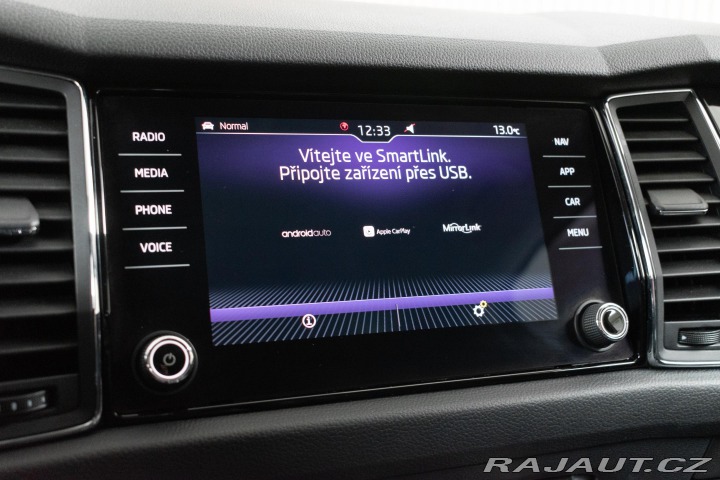 RADIO
MEDIA
PHONE
VOICE
Normal
12:33
13.0°C
Vítejte ve SmartLink.
Připojte zařízení přes USB.
androidauto
Apple CarPlay
MirrorLink
NAV
APP
CAR
MENU
RAJAUT.CZ